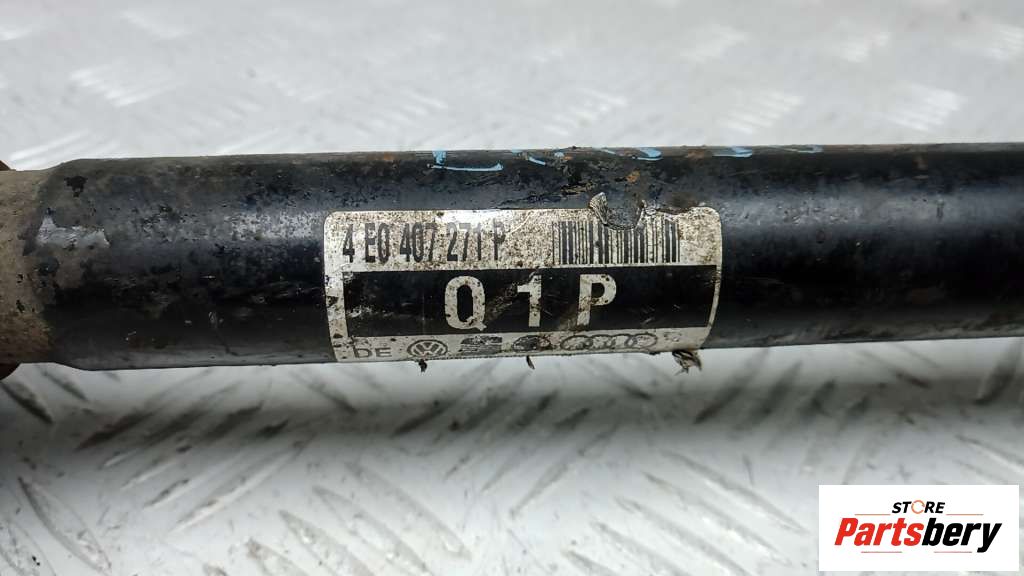 4 E0 407 271 P
Q 1 P
DE
STORE
Partsbery